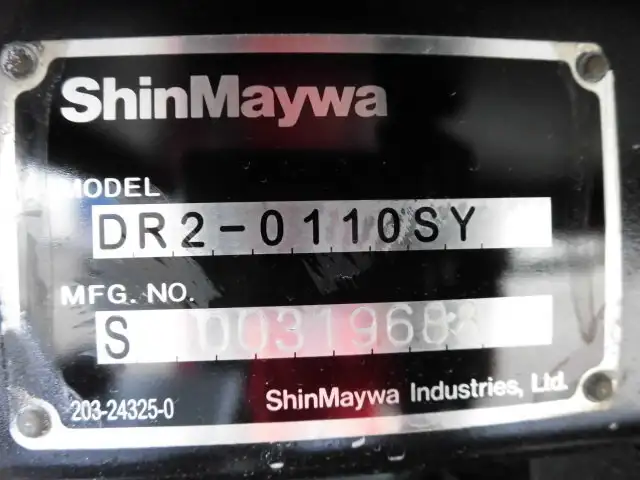 ShinMaywa
MODEL
DR2-0110SY
MFG. NO.
S
203-24325-0
ShinMaywa Industries, Ltd.